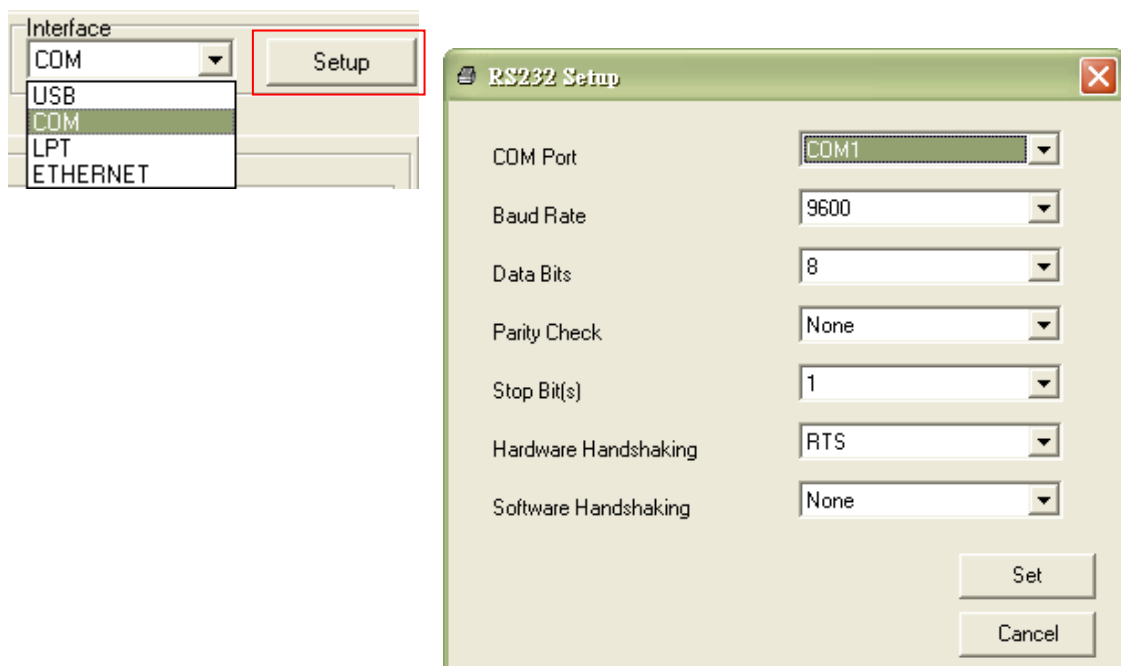 Interface
COM
Setup
USB
COM
LPT
ETHERNET
RS232 Setup
COM Port
COM1
Baud Rate
9600
Data Bits
8
Parity Check
None
Stop Bit(s)
1
Hardware Handshaking
RTS
Software Handshaking
None
Set
Cancel